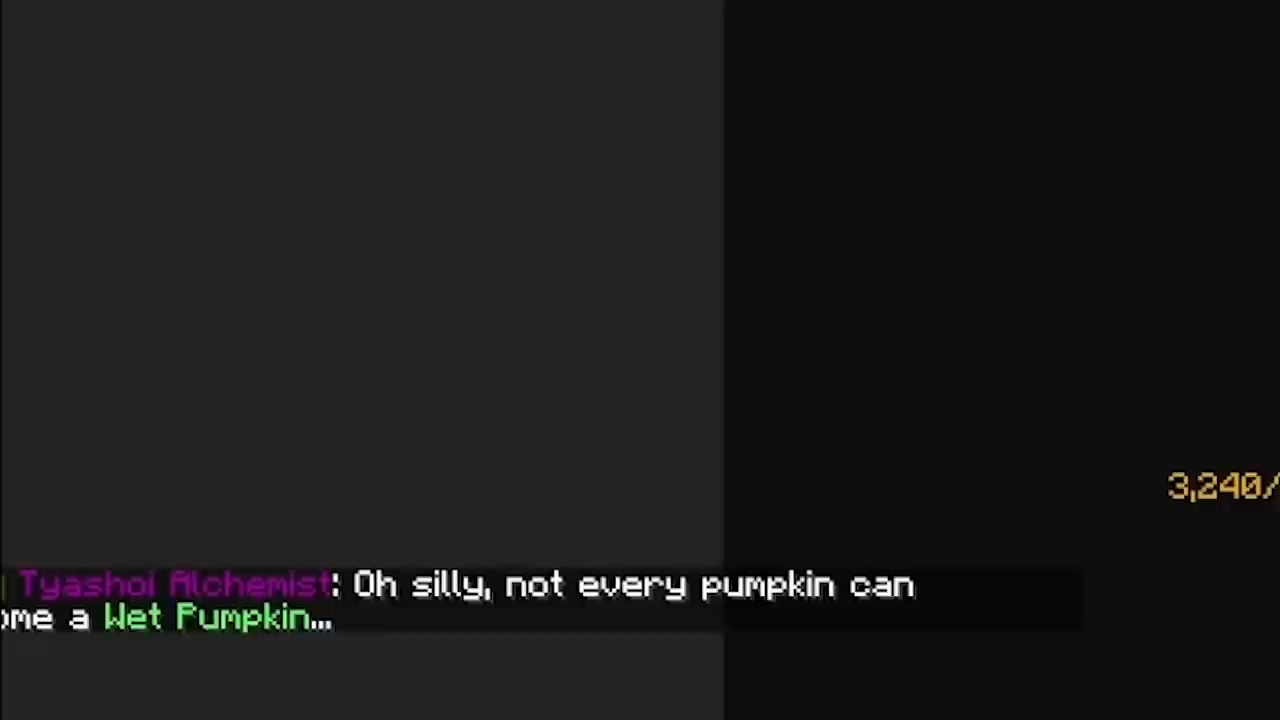 3,240/
Tyashoi Alchemist: Oh silly, not every pumpkin can
ome a Wet Pumpkin...